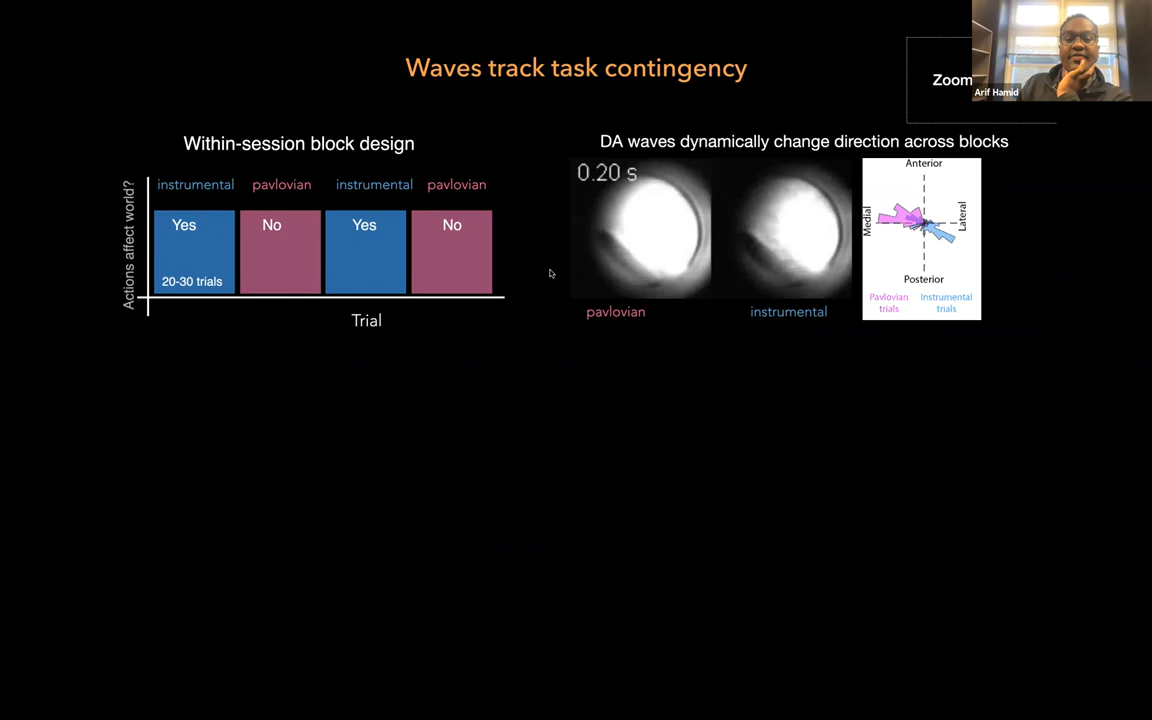 Waves track task contingency
Zoom
Arif Hamid
Within-session block design
Actions affect world?
instrumental
pavlovian
instrumental
pavlovian
Yes
No
Yes
No
20-30 trials
Trial
DA waves dynamically change direction across blocks
0.20 s
pavlovian
instrumental
Anterior
Medial
Lateral
Posterior
Pavlovian
trials
Instrumental
trials